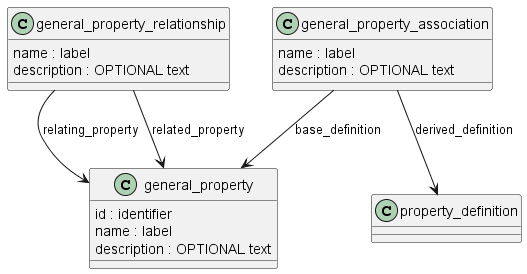 C general_property_relationship
name : label
description : OPTIONAL text
C general_property_association
name : label
description : OPTIONAL text
relating_property
related_property
base_definition
derived_definition
C general_property
id : identifier
name : label
description : OPTIONAL text
C property_definition